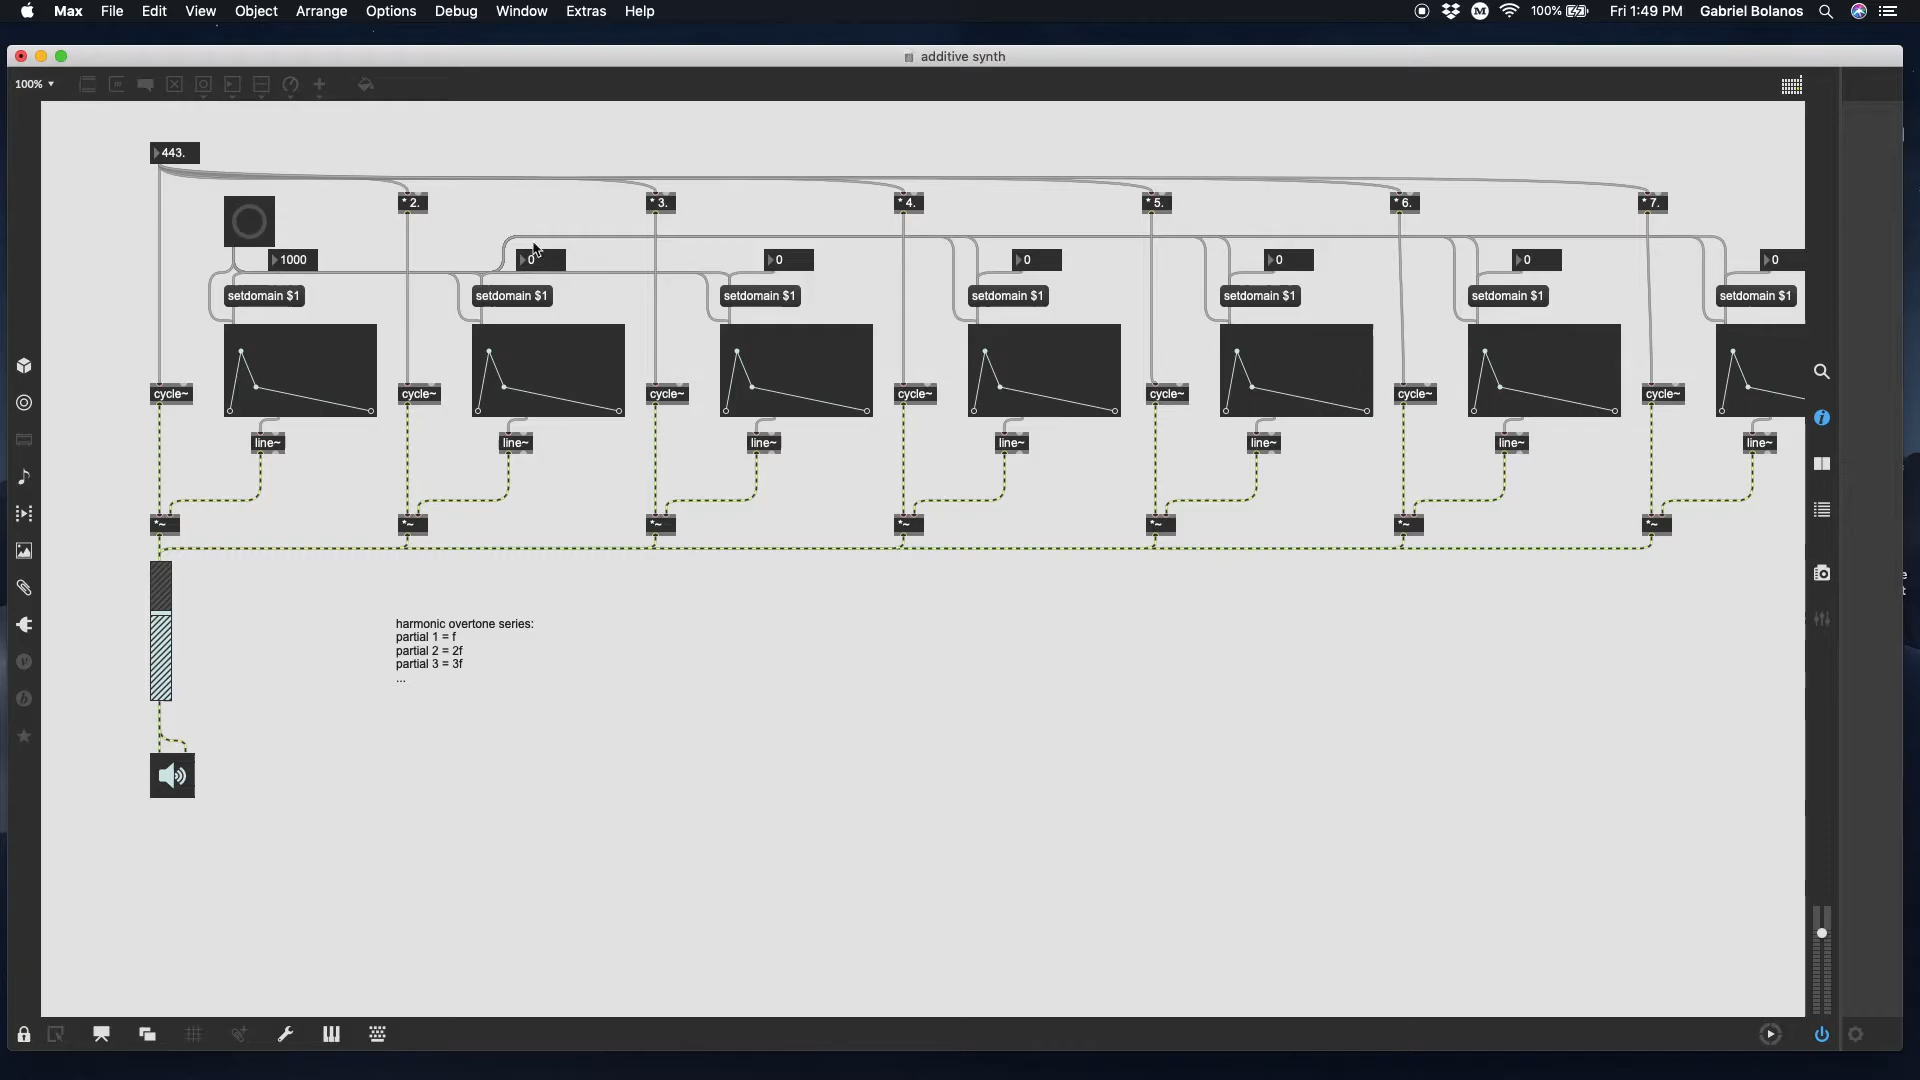 Max File Edit View Object Arrange Options Debug Window Extras Help 100% Fri 1:49 PM Gabriel Bolanos
additive synth
100%
443.
* 2. * 3. * 4. * 5. * 6. * 7.
1000 0 0 0 0 0 0
setdomain $1 setdomain $1 setdomain $1 setdomain $1 setdomain $1 setdomain $1 setdomain $1
cycle~ cycle~ cycle~ cycle~ cycle~ cycle~ cycle~
line~ line~ line~ line~ line~ line~ line~
*~ *~ *~ *~ *~ *~ *~
harmonic overtone series:
partial 1 = f
partial 2 = 2f
partial 3 = 3f
...